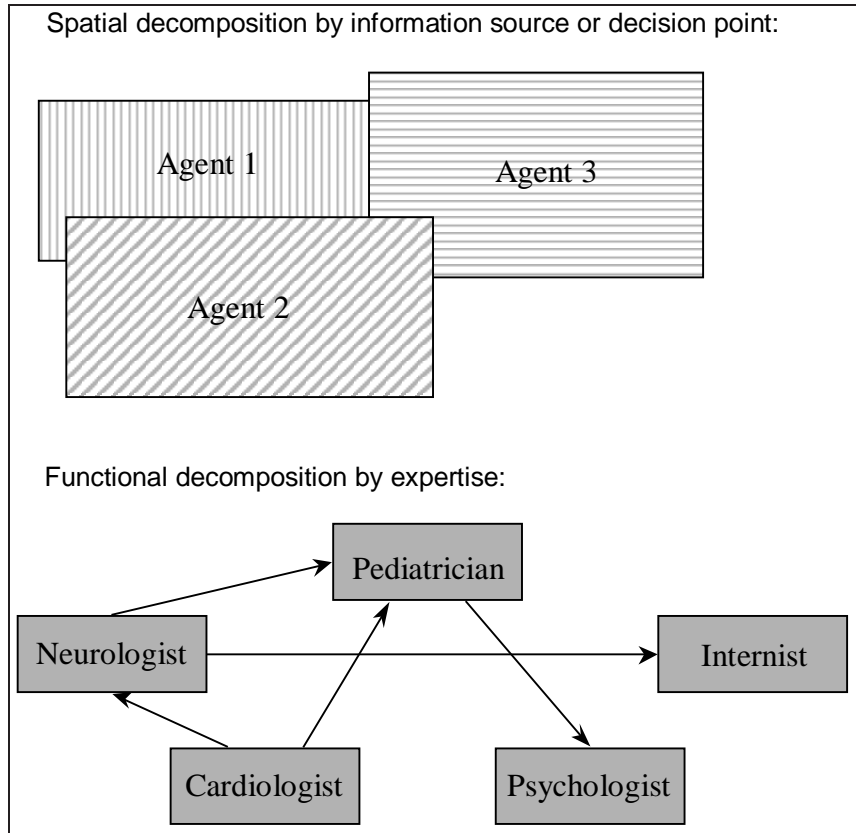 Spatial decomposition by information source or decision point:
Agent 1
Agent 3
Agent 2
Functional decomposition by expertise:
Pediatrician
Neurologist
Internist
Cardiologist
Psychologist